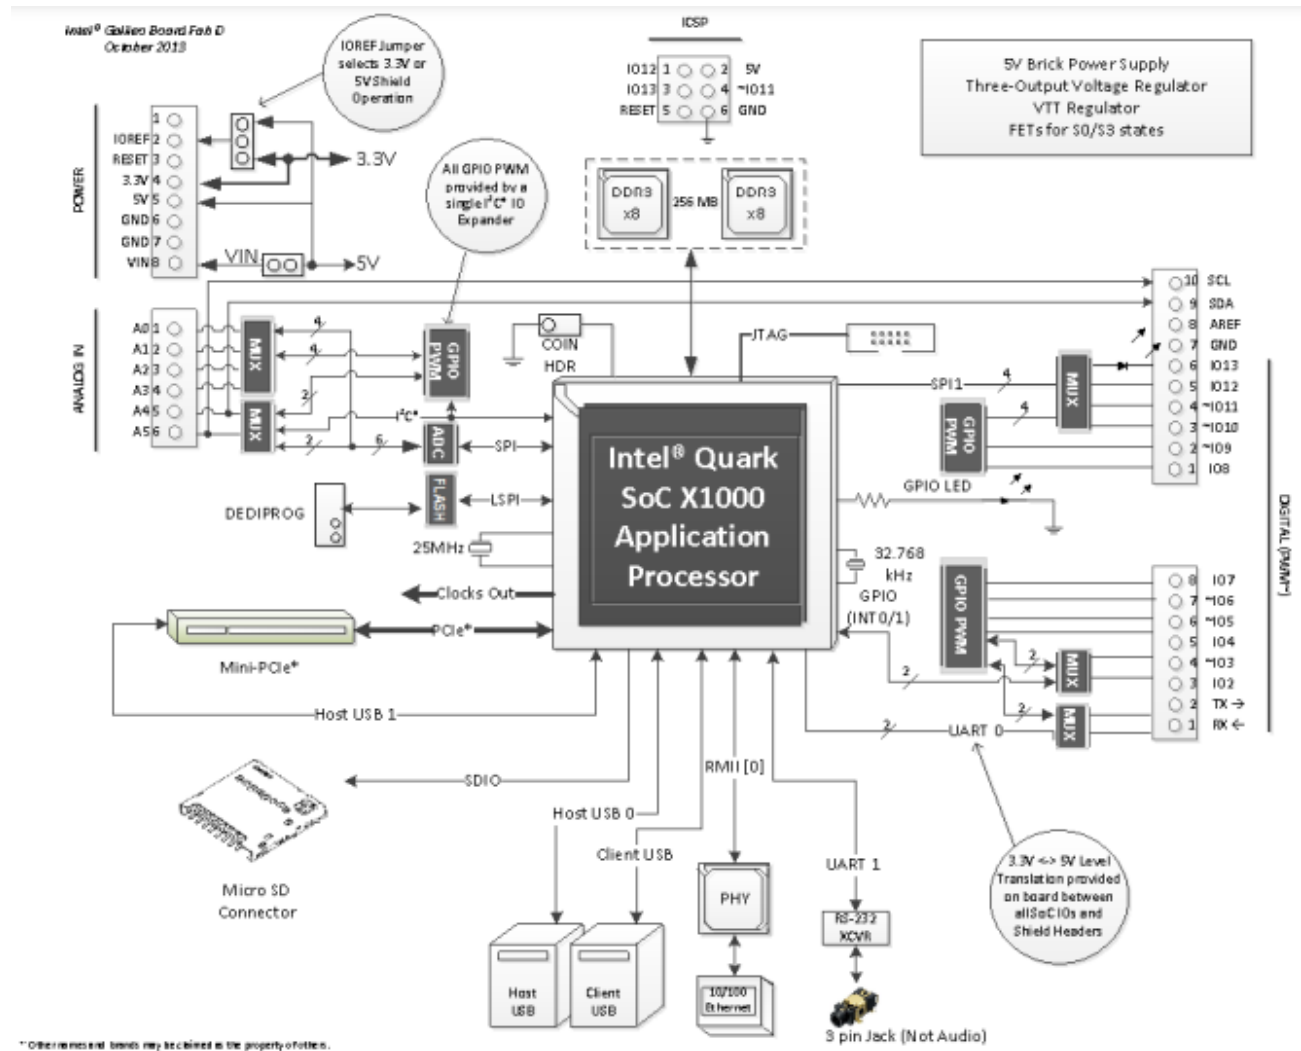 Intel® Galileo Board Fab D
October 2013
IOREF Jumper
selects 3.3V or
5V Shield
Operation
ICSP
IO12 1 2 5V
IO13 3 4 ~IO11
RESET 5 6 GND
5V Brick Power Supply
Three-Output Voltage Regulator
VTT Regulator
FETs for S0/S3 states
POWER
1
IOREF 2
RESET 3
3.3V 4
5V 5
GND 6
GND 7
VIN 8
3.3V
VIN
5V
All GPIO PWM
provided by a
single I²C* IO
Expander
DDR3
x8
256 MB
DDR3
x8
ANALOG IN
A0 1
A1 2
A2 3
A3 4
A4 5
A5 6
MUX
MUX
4
4
2
2
6
GPIO
PWM
I²C*
ADC
SPI
FLASH
LSPI
DEDIPROG
25MHz
COIN
HDR
JTAG
Intel® Quark
SoC X1000
Application
Processor
SPI1
4
4
MUX
GPIO
PWM
10 SCL
9 SDA
8 AREF
7 GND
6 IO13
5 IO12
4 ~IO11
3 ~IO10
2 ~IO9
1 IO8
GPIO LED
DIGITAL (PWM~)
32.768
kHz
GPIO
(INT0/1)
GPIO PWM
8 IO7
7 ~IO6
6 ~IO5
5 IO4
4 ~IO3
3 IO2
2 TX →
1 RX ←
2
2
MUX
2
MUX
2
UART 0
Clocks Out
PCIe*
Mini-PCIe*
Host USB 1
SDIO
Micro SD
Connector
Host USB 0
Client USB
RMII [0]
UART 1
PHY
RS-232
XCVR
3.3V <-> 5V Level
Translation provided
on board between
all SoC IOs and
Shield Headers
Host
USB
Client
USB
10/100
Ethernet
3 pin Jack (Not Audio)
* Other names and brands may be claimed as the property of others.